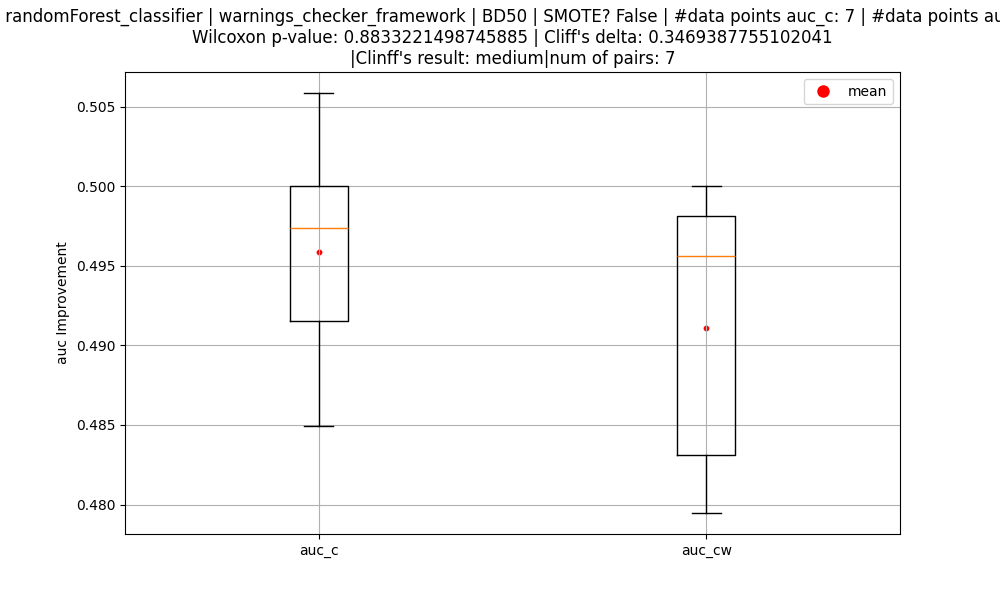 randomForest_classifier | warnings_checker_framework | BD50 | SMOTE? False | #data points auc_c: 7 | #data points
Wilcoxon p-value: 0.8833221498745885 | Cliff's delta: 0.3469387755102041
|Clinff's result: medium|num of pairs: 7
mean
0.505
0.500
0.495
0.490
0.485
0.480
auc Improvement
auc_c
auc_cw